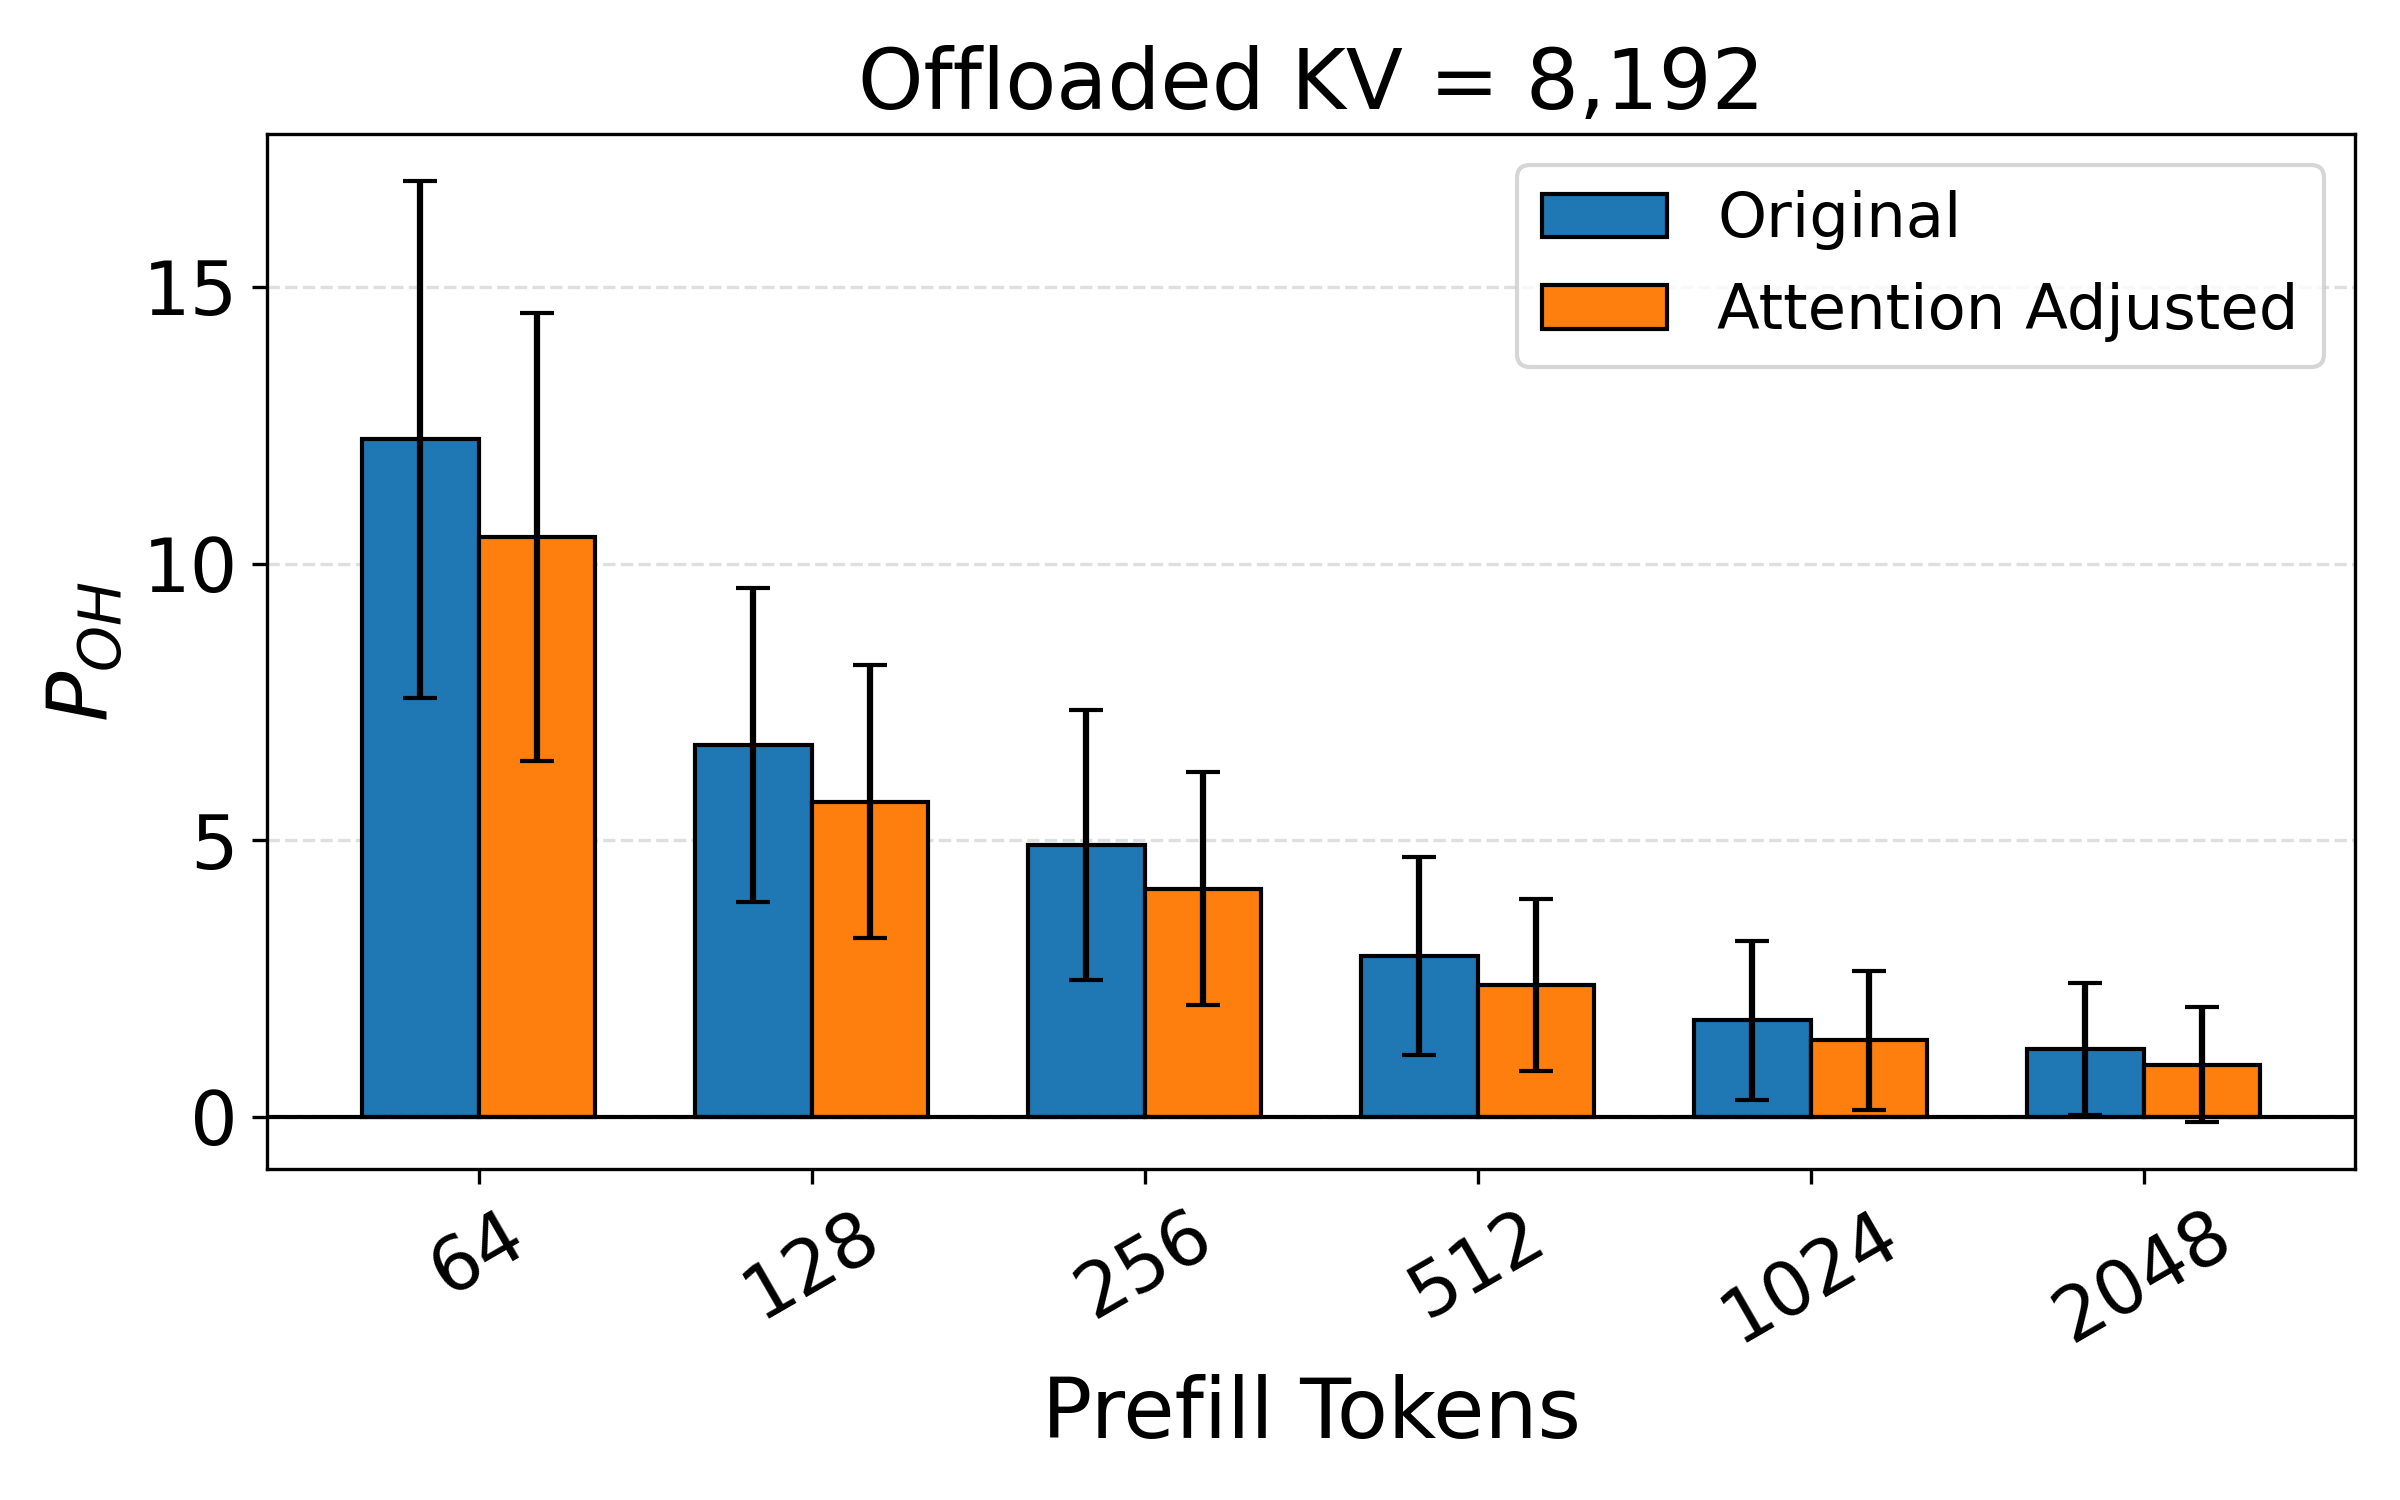 Offloaded KV = 8,192
Original
Attention Adjusted
15
10
5
0
P_OH
64
128
256
512
1024
2048
Prefill Tokens